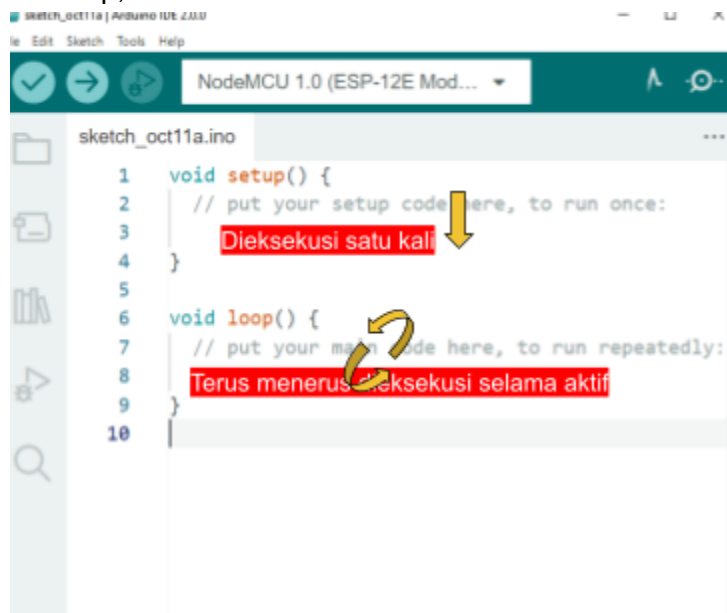 sketch_oct11a | Arduino IDE 2.0.0
Edit Sketch Tools Help
NodeMCU 1.0 (ESP-12E Mod...
sketch_oct11a.ino
1 void setup() {
2 // put your setup code here, to run once:
3 Dieksekusi satu kali
4 }
5
6 void loop() {
7 // put your main code here, to run repeatedly:
8 Terus menerus dieksekusi selama aktif
9 }
10